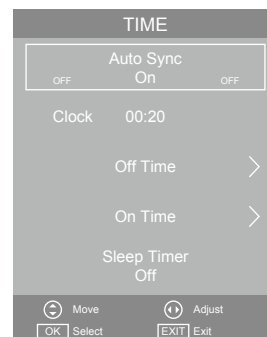 TIME
Auto Sync
OFF On OFF
Clock 00:20
Off Time
On Time
Sleep Timer
Off
Move Adjust
OK Select EXIT Exit